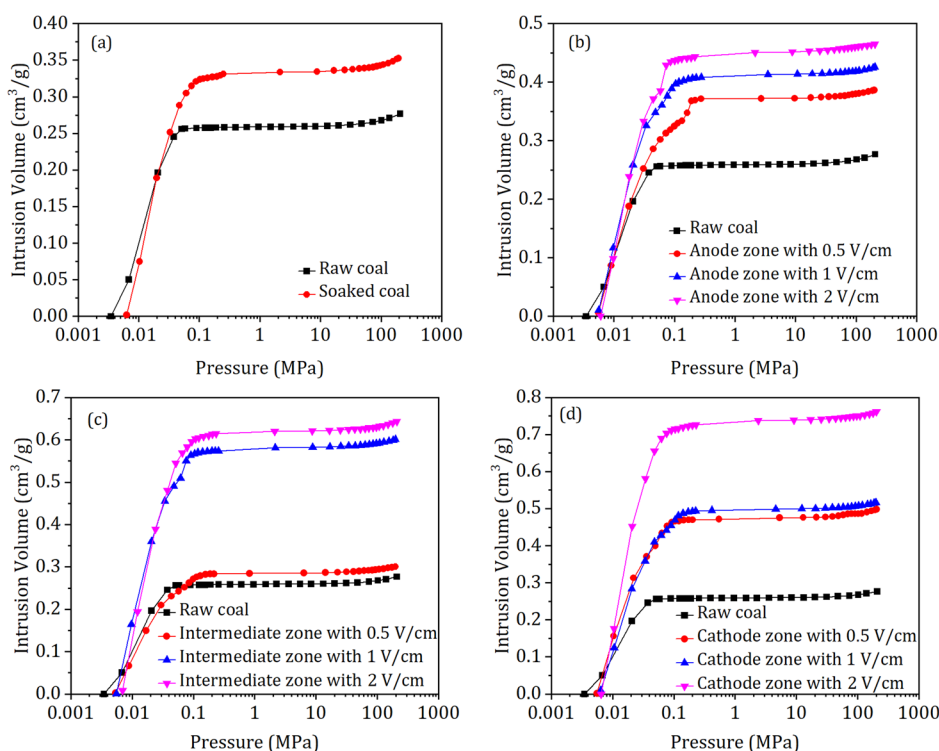 (a)
Intrusion Volume (cm³/g)
0.40
0.35
0.30
0.25
0.20
0.15
0.10
0.05
0.00
Raw coal
Soaked coal
0.001 0.01 0.1 1 10 100 1000
Pressure (MPa)
(b)
Intrusion Volume (cm³/g)
0.5
0.4
0.3
0.2
0.1
0.0
Raw coal
Anode zone with 0.5 V/cm
Anode zone with 1 V/cm
Anode zone with 2 V/cm
0.001 0.01 0.1 1 10 100 1000
Pressure (MPa)
(c)
Intrusion Volume (cm³/g)
0.7
0.6
0.5
0.4
0.3
0.2
0.1
0.0
Raw coal
Intermediate zone with 0.5 V/cm
Intermediate zone with 1 V/cm
Intermediate zone with 2 V/cm
0.001 0.01 0.1 1 10 100 1000
Pressure (MPa)
(d)
Intrusion Volume (cm³/g)
0.8
0.7
0.6
0.5
0.4
0.3
0.2
0.1
0.0
Raw coal
Cathode zone with 0.5 V/cm
Cathode zone with 1 V/cm
Cathode zone with 2 V/cm
0.001 0.01 0.1 1 10 100 1000
Pressure (MPa)